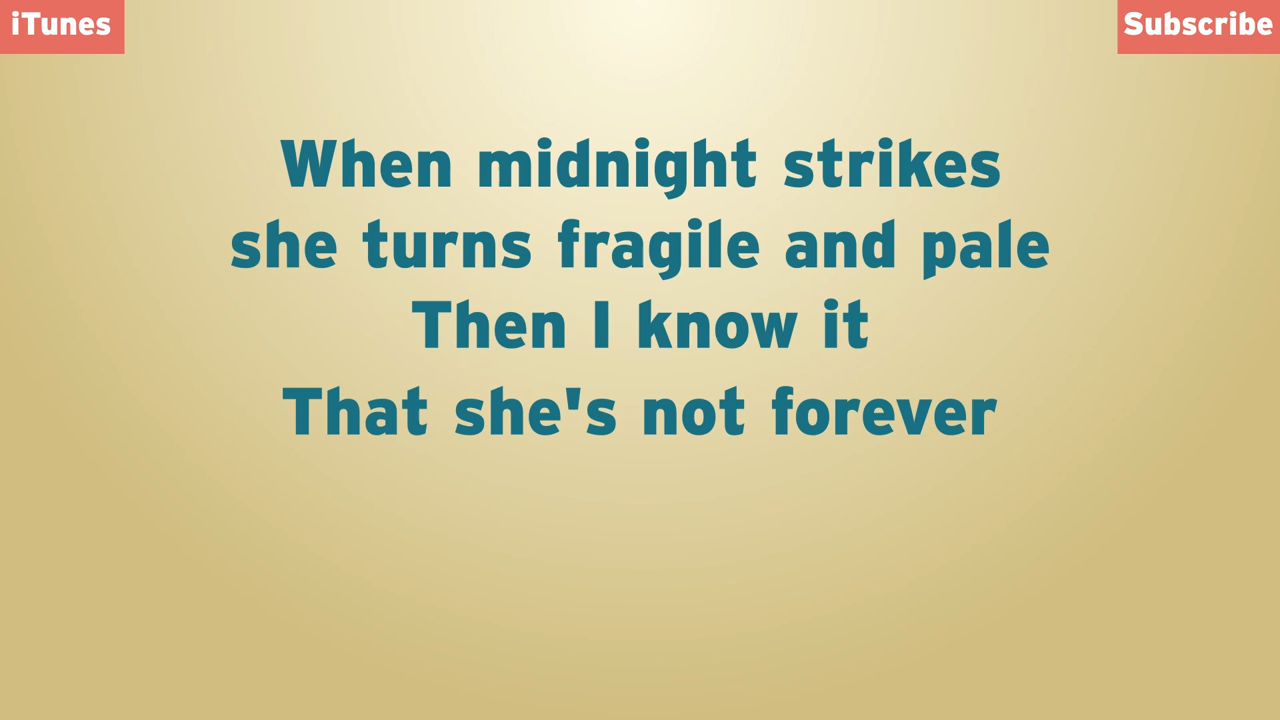 iTunes
Subscribe
When midnight strikes
she turns fragile and pale
Then I know it
That she's not forever